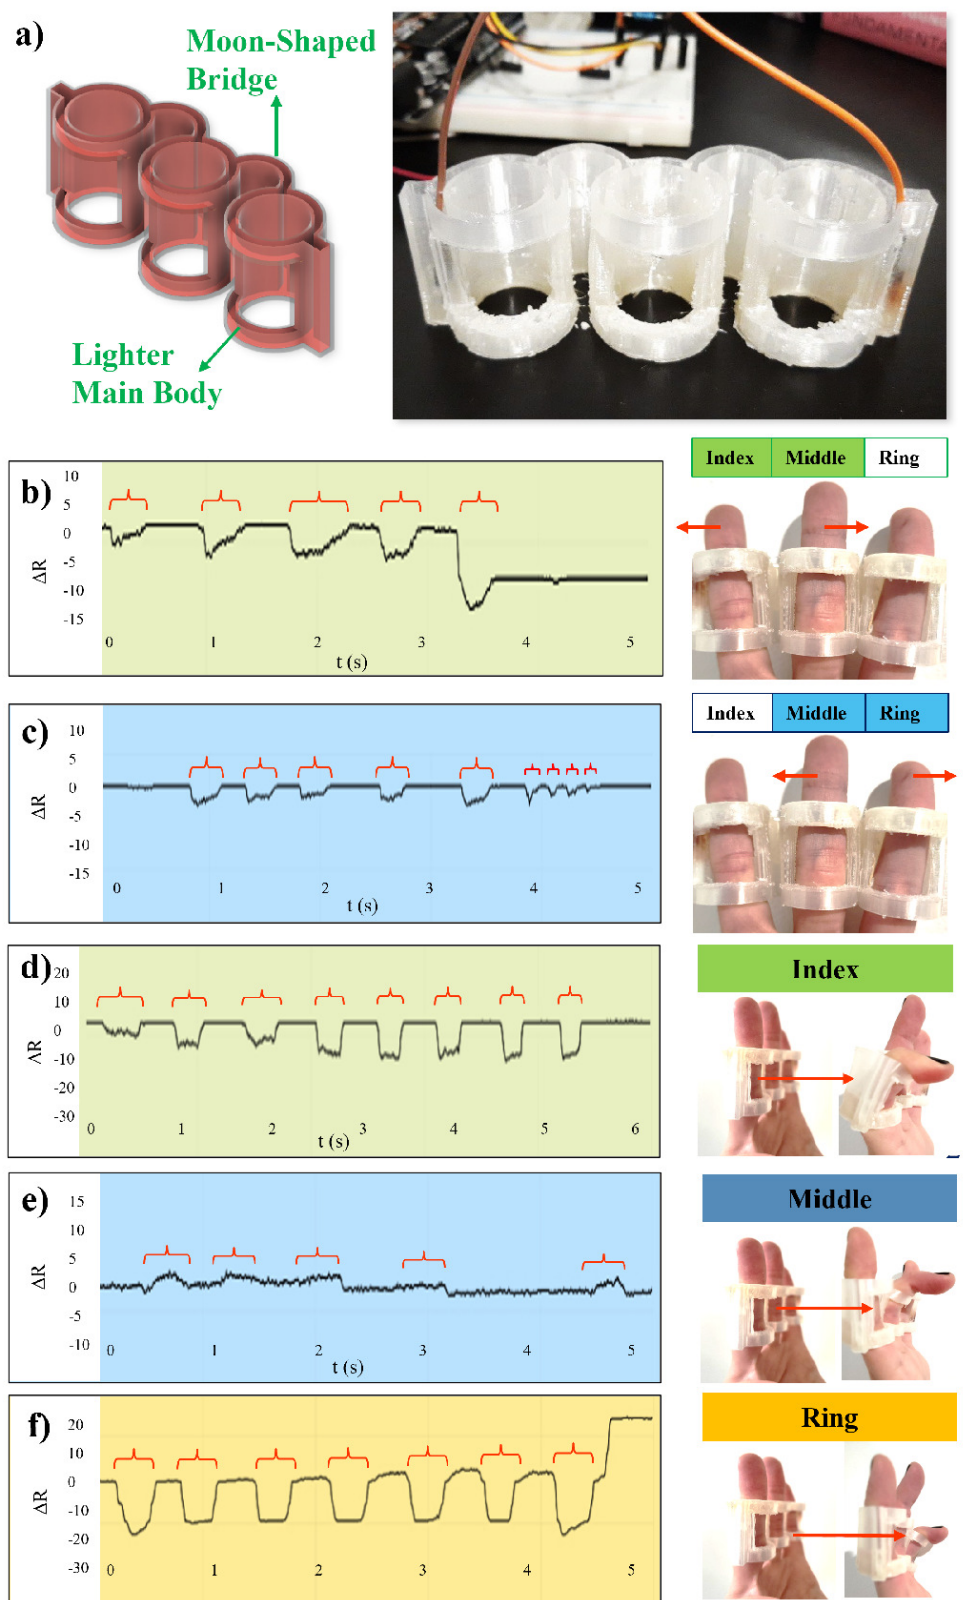 a)
Moon-Shaped
Bridge
Lighter
Main Body
FUNDAMENTA
b)
10
5
0
-5
-10
-15
ΔR
0 1 2 3 4 5
t (s)
Index Middle Ring
c)
10
5
0
-5
-10
-15
ΔR
0 1 2 3 4 5
t (s)
Index Middle Ring
d)
20
10
0
-10
-20
-30
ΔR
0 1 2 3 4 5 6
t (s)
Index
e)
15
10
5
0
-5
-10
ΔR
0 1 2 3 4 5
t (s)
Middle
f)
20
10
0
-10
-20
-30
ΔR
0 1 2 3 4 5
Ring